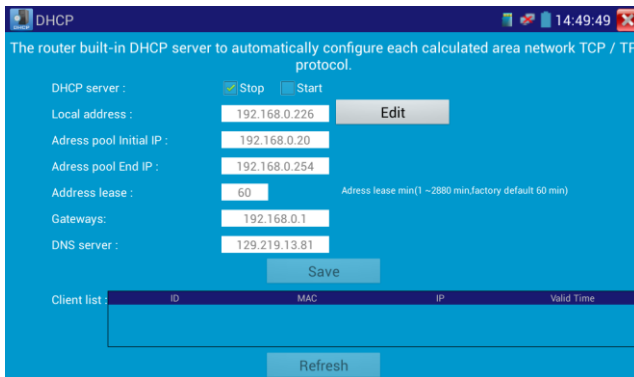 DHCP 14:49:49
The router built-in DHCP server to automatically configure each calculated area network TCP / TP
protocol.
DHCP server : Stop Start
Local address : 192.168.0.226 Edit
Adress pool Initial IP : 192.168.0.20
Adress pool End IP : 192.168.0.254
Address lease : 60 Adress lease min(1 ~2880 min,factory default 60 min)
Gateways: 192.168.0.1
DNS server : 129.219.13.81
Save
Client list : ID MAC IP Valid Time
Refresh